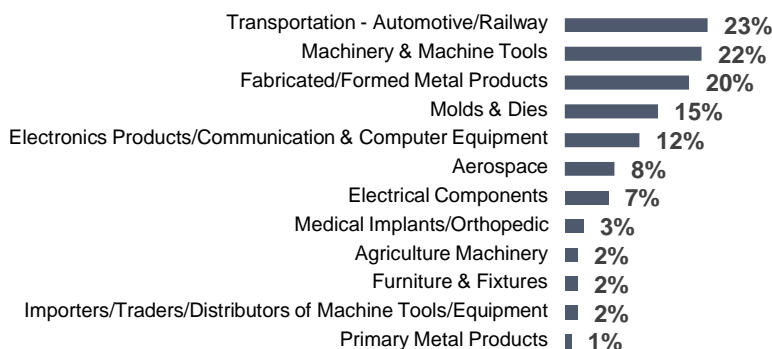 Transportation - Automotive/Railway 23%
Machinery & Machine Tools 22%
Fabricated/Formed Metal Products 20%
Molds & Dies 15%
Electronics Products/Communication & Computer Equipment 12%
Aerospace 8%
Electrical Components 7%
Medical Implants/Orthopedic 3%
Agriculture Machinery 2%
Furniture & Fixtures 2%
Importers/Traders/Distributors of Machine Tools/Equipment 2%
Primary Metal Products 1%